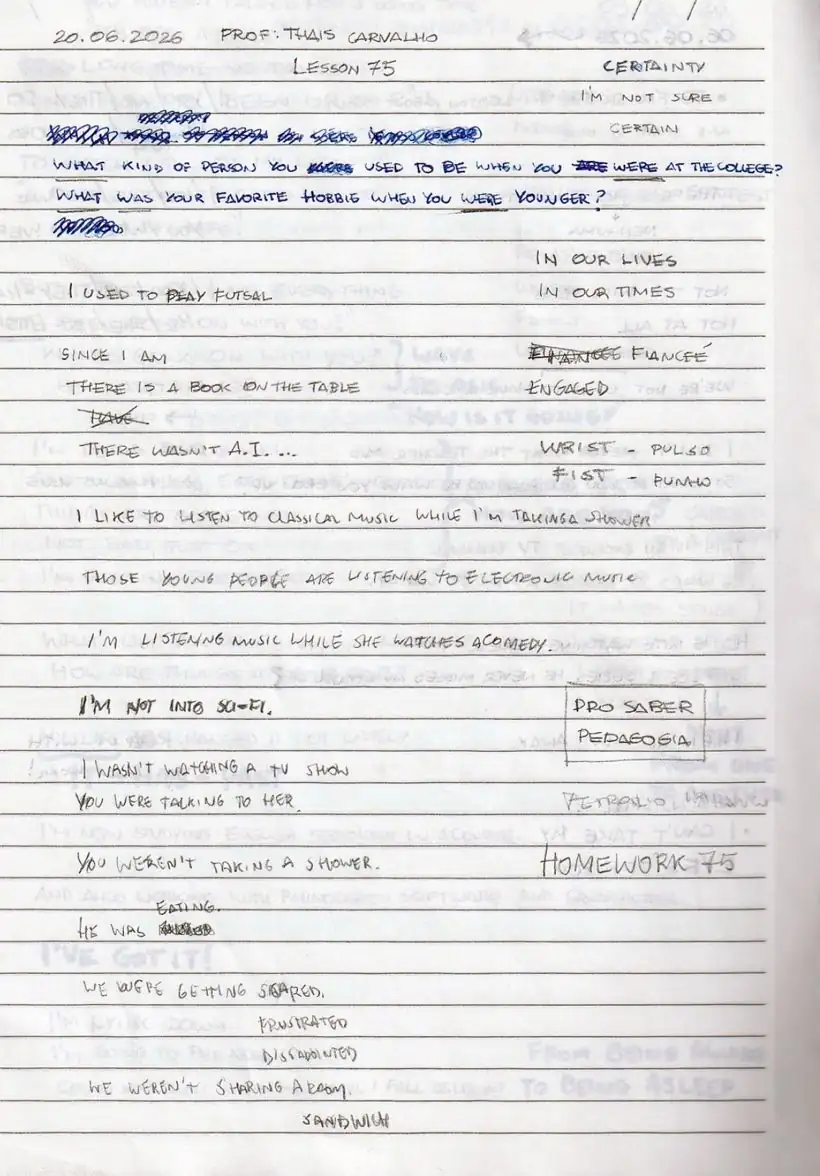 20.06.2026 PROF: THAIS CARVALHO
LESSON 75
CERTAINTY
I'M NOT SURE
CERTAIN
WHAT KIND OF PERSON YOU USED TO BE WHEN YOU WERE AT THE COLLEGE?
WHAT WAS YOUR FAVORITE HOBBIE WHEN YOU WERE YOUNGER?
IN OUR LIVES
I USED TO PLAY FUTSAL
IN OUR TIMES
SINCE I AM
FIANCEÉ
THERE IS A BOOK ON THE TABLE
ENGAGED
HAVE
THERE WASN'T A.I....
WRIST - PULSO
FIST - PUNHO
I LIKE TO LISTEN TO CLASSICAL MUSIC WHILE I'M TAKING A SHOWER
THOSE YOUNG PEOPLE ARE LISTENING TO ELECTRONIC MUSIC
I'M LISTENING MUSIC WHILE SHE WATCHES A COMEDY.
I'M NOT INTO SCI-FI.
PRO SABER
PEDAGOGIA
I WASN'T WATCHING A TV SHOW
YOU WERE TALKING TO HER.
YOU WEREN'T TAKING A SHOWER.
HOMEWORK 75
EATING.
HE WAS
WE WERE GETTING SCARED.
FRUSTRATED
DISAPOINTED
WE WEREN'T SHARING A ROOM.
SANDWICH